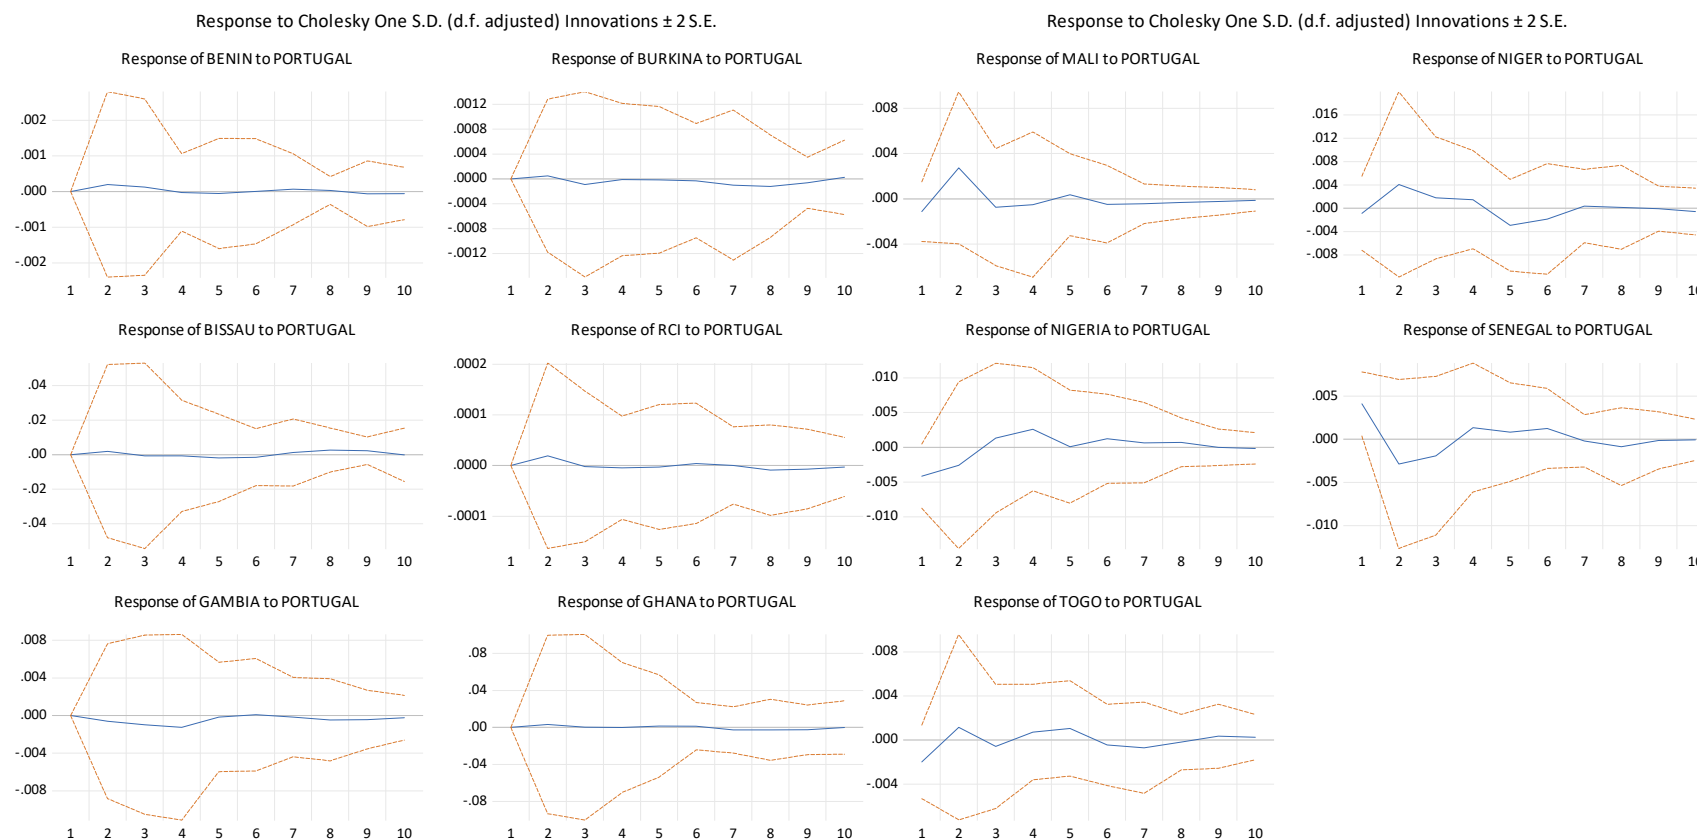 Response to Cholesky One S.D. (d.f. adjusted) Innovations ± 2 S.E.
Response to Cholesky One S.D. (d.f. adjusted) Innovations ± 2 S.E.
Response of BENIN to PORTUGAL
.002
.001
.000
-.001
-.002
1 2 3 4 5 6 7 8 9 10
Response of BURKINA to PORTUGAL
.0012
.0008
.0004
.0000
-.0004
-.0008
-.0012
1 2 3 4 5 6 7 8 9 10
Response of MALI to PORTUGAL
.008
.004
.000
-.004
1 2 3 4 5 6 7 8 9 10
Response of NIGER to PORTUGAL
.016
.012
.008
.004
.000
-.004
-.008
1 2 3 4 5 6 7 8 9 10
Response of BISSAU to PORTUGAL
.04
.02
.00
-.02
-.04
1 2 3 4 5 6 7 8 9 10
Response of RCI to PORTUGAL
.0002
.0001
.0000
-.0001
1 2 3 4 5 6 7 8 9 10
Response of NIGERIA to PORTUGAL
.010
.005
.000
-.005
-.010
1 2 3 4 5 6 7 8 9 10
Response of SENEGAL to PORTUGAL
.005
.000
-.005
-.010
1 2 3 4 5 6 7 8 9 10
Response of GAMBIA to PORTUGAL
.008
.004
.000
-.004
-.008
1 2 3 4 5 6 7 8 9 10
Response of GHANA to PORTUGAL
.08
.04
.00
-.04
-.08
1 2 3 4 5 6 7 8 9 10
Response of TOGO to PORTUGAL
.008
.004
.000
-.004
1 2 3 4 5 6 7 8 9 10